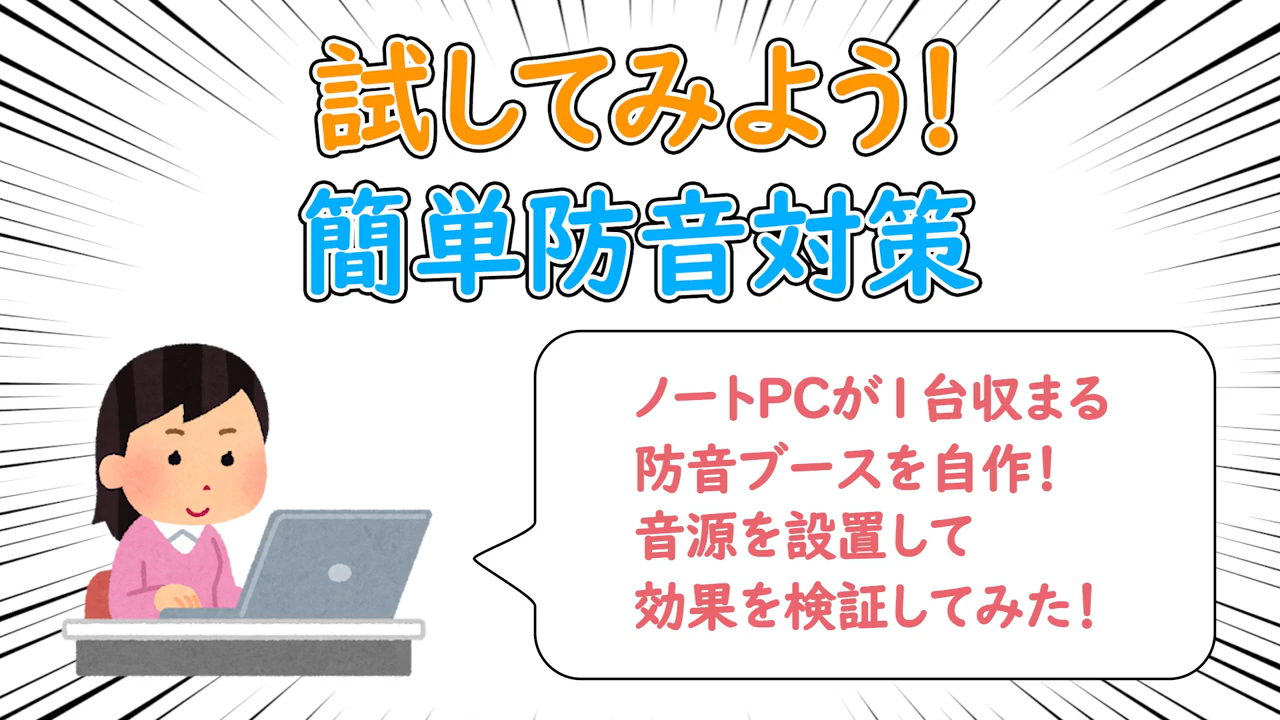 試してみよう!
簡単防音対策
ノートPCが1台収まる
防音ブースを自作!
音源を設置して
効果を検証してみた!